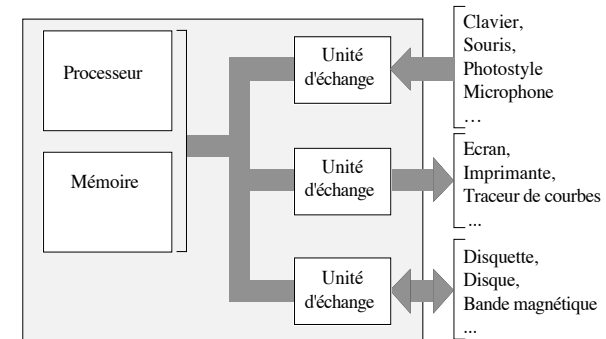 Processeur
Mémoire
Unité
d'échange
Unité
d'échange
Unité
d'échange
Clavier,
Souris,
Photostyle
Microphone
…
Ecran,
Imprimante,
Traceur de courbes
...
Disquette,
Disque,
Bande magnétique
...